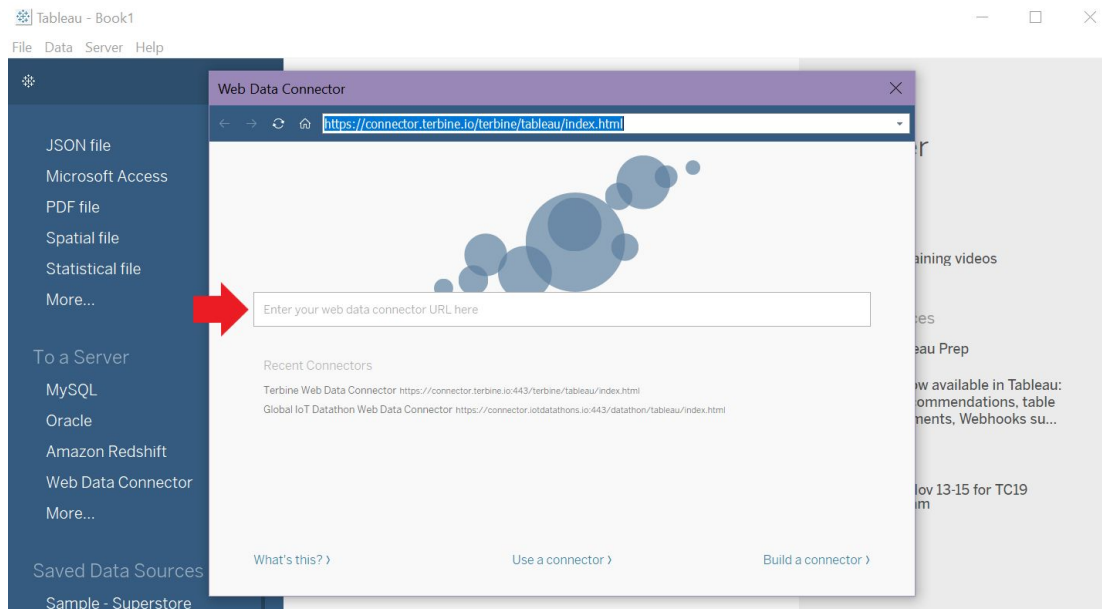 Tableau - Book1
File Data Server Help
Web Data Connector
https://connector.terbine.io/terbine/tableau/index.html
JSON file
Microsoft Access
PDF file
Spatial file
Statistical file
More...
To a Server
MySQL
Oracle
Amazon Redshift
Web Data Connector
More...
Saved Data Sources
Sample - Superstore
Enter your web data connector URL here
Recent Connectors
Terbine Web Data Connector https://connector.terbine.io:443/terbine/tableau/index.html
Global IoT Datathon Web Data Connector https://connector.iotdatathons.io:443/datathon/tableau/index.html
What's this?
Use a connector
Build a connector
videos
Prep
available in Tableau:
table
Webhooks su...
13-15 for TC19